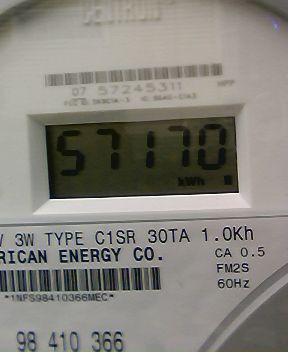 CENTRON
07 57245311
57170
kWh
V 3W TYPE C1SR 30TA 1.0Kh
RICAN ENERGY CO.
CA 0.5
FM2S
60Hz
*1NFS98410366MEC*
98 410 366